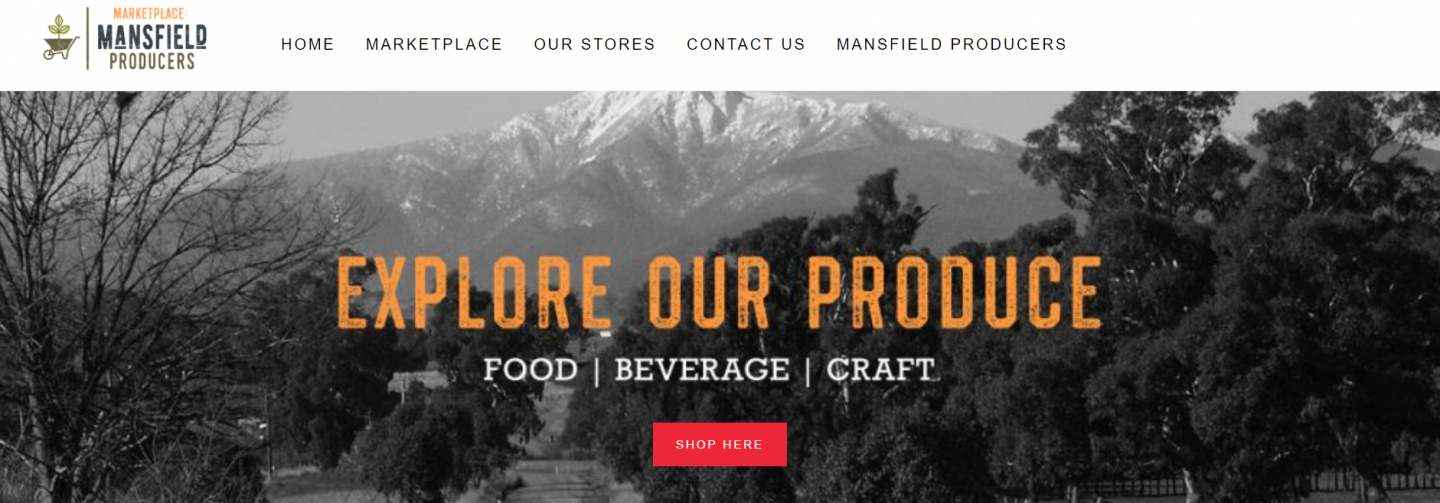 MARKETPLACE:
MANSFIELD
PRODUCERS
HOME MARKETPLACE OUR STORES CONTACT US MANSFIELD PRODUCERS
EXPLORE OUR PRODUCE
FOOD | BEVERAGE | CRAFT
SHOP HERE